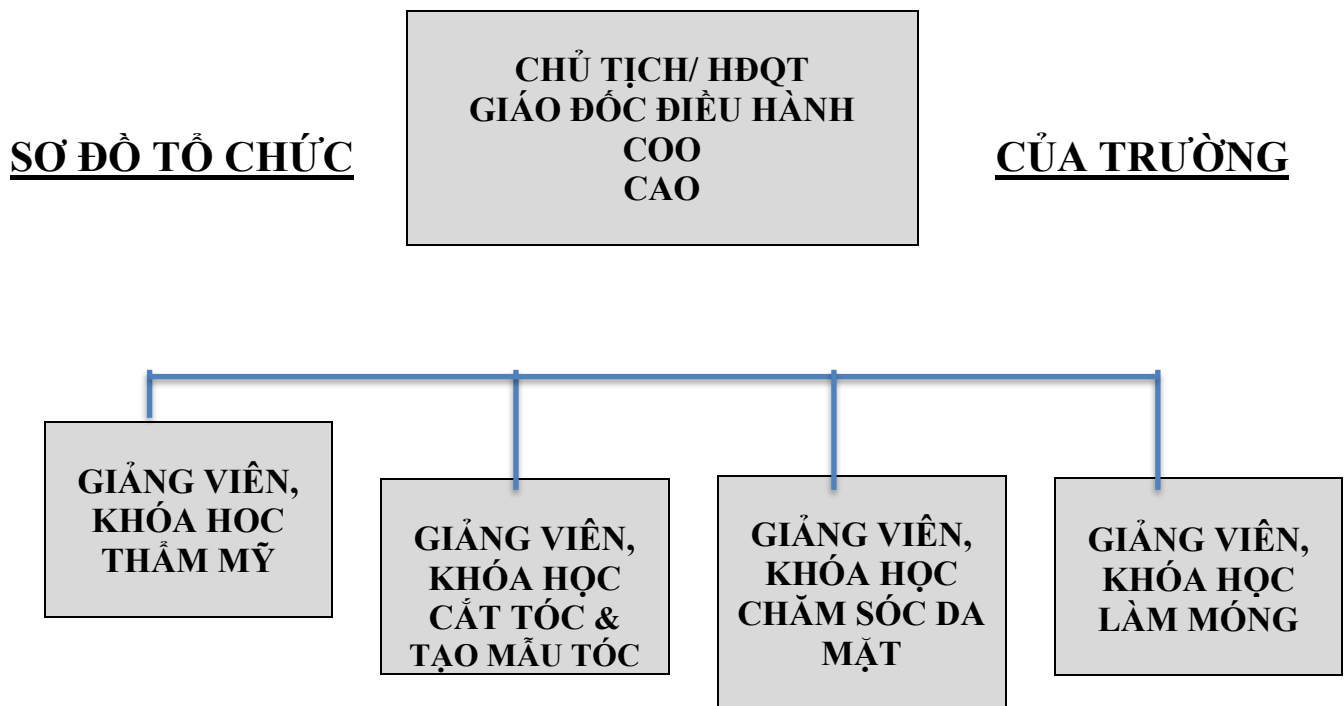 CHỦ TỊCH/ HĐQT
GIÁO ĐỐC ĐIỀU HÀNH
COO
CAO
SƠ ĐỒ TỔ CHỨC
CỦA TRƯỜNG
GIẢNG VIÊN,
KHÓA HOC
THẨM MỸ
GIẢNG VIÊN,
KHÓA HỌC
CẮT TÓC &
TẠO MẪU TÓC
GIẢNG VIÊN,
KHÓA HỌC
CHĂM SÓC DA
MẶT
GIẢNG VIÊN,
KHÓA HỌC
LÀM MÓNG